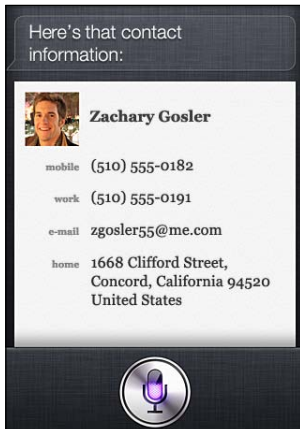 Here's that contact
information:
Zachary Gosler
mobile (510) 555-0182
work (510) 555-0191
e-mail zgosler55@me.com
home 1668 Clifford Street,
Concord, California 94520
United States